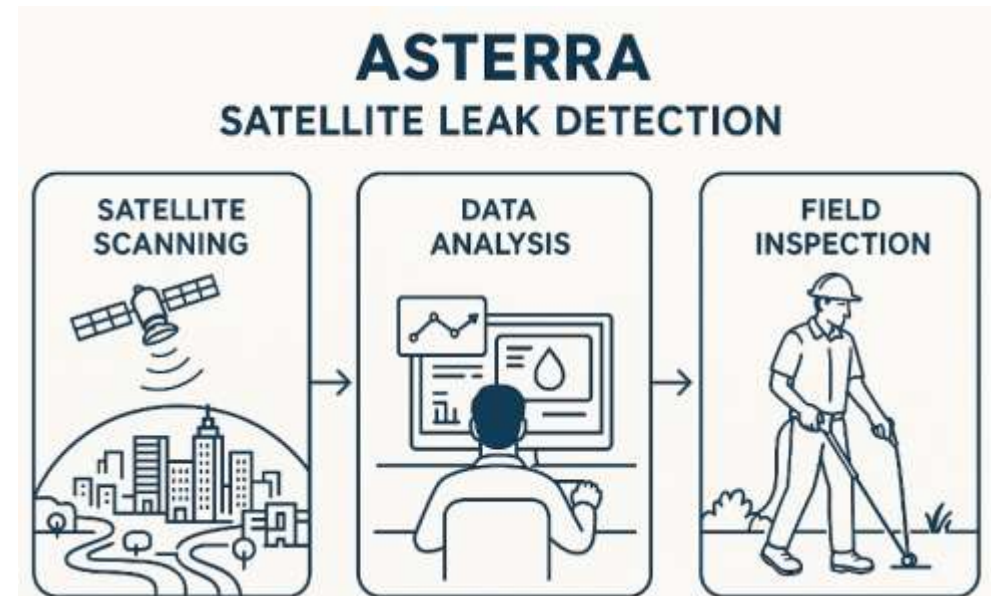 ASTERRA
SATELLITE LEAK DETECTION
SATELLITE
SCANNING
DATA
ANALYSIS
FIELD
INSPECTION